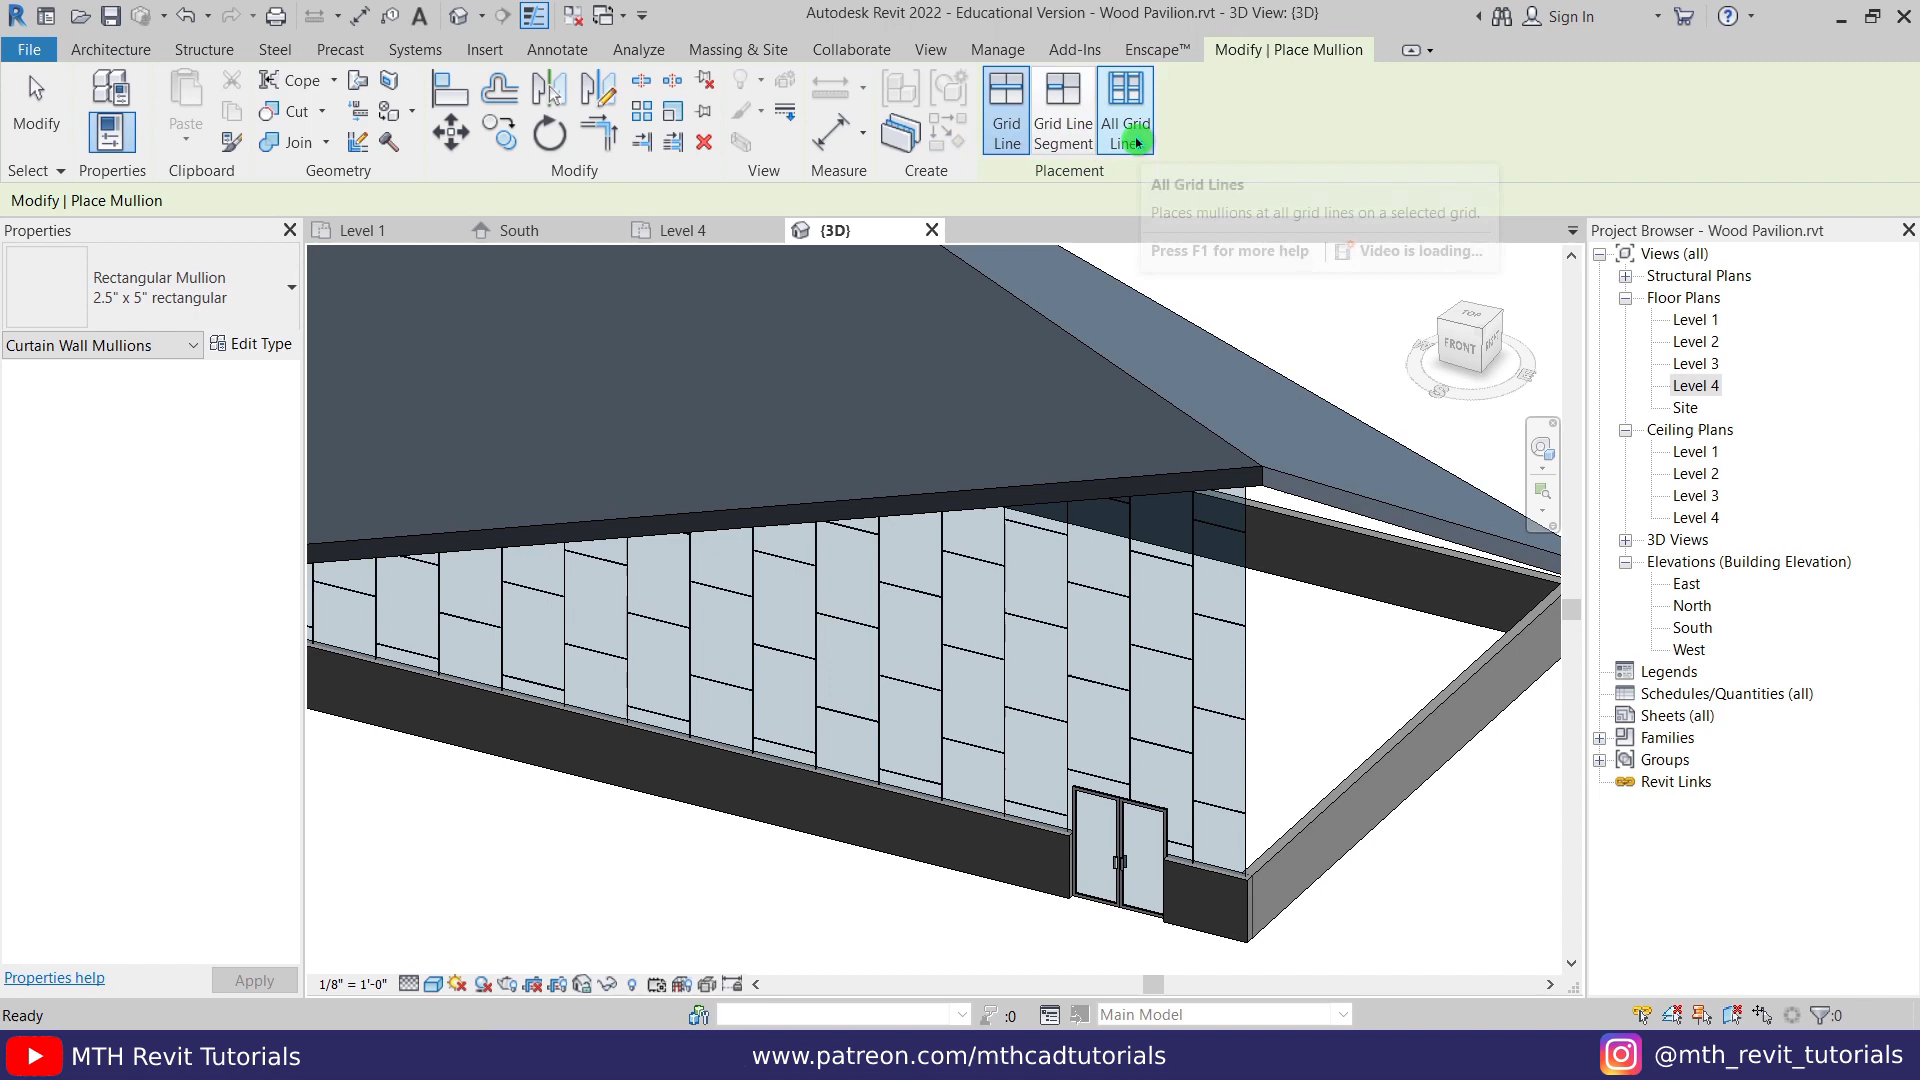 Autodesk Revit 2022 - Educational Version - Wood Pavilion.rvt - 3D View: {3D}
Sign In
File
Architecture
Structure
Steel
Precast
Systems
Insert
Annotate
Analyze
Massing & Site
Collaborate
View
Manage
Add-Ins
Enscape™
Modify | Place Mullion
Modify
Paste
Cope
Cut
Join
Grid Line
Grid Line Segment
All Grid
Select
Properties
Clipboard
Geometry
Modify
View
Measure
Create
Placement
Modify | Place Mullion
All Grid Lines
Places mullions at all grid lines on a selected grid.
Press F1 for more help
Video is loading...
Properties
Level 1
South
Level 4
{3D}
Project Browser - Wood Pavilion.rvt
Rectangular Mullion
2.5" x 5" rectangular
Curtain Wall Mullions
Edit Type
TOP
FRONT
RIGHT
S
E
Views (all)
Structural Plans
Floor Plans
Level 1
Level 2
Level 3
Level 4
Site
Ceiling Plans
Level 1
Level 2
Level 3
Level 4
3D Views
Elevations (Building Elevation)
East
North
South
West
Legends
Schedules/Quantities (all)
Sheets (all)
Families
Groups
Revit Links
Properties help
Apply
1/8" = 1'-0"
Ready
:0
Main Model
:0
MTH Revit Tutorials
www.patreon.com/mthcadtutorials
@mth_revit_tutorials